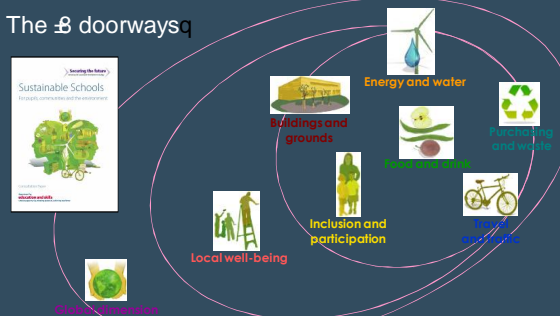 The 8 doorwaysq
Securing the future
Sustainable Schools
For pupils, communities and the environment
education and skills
Energy and water
Buildings and
grounds
Purchasing
and waste
Food and drink
Travel
and traffic
Inclusion and
participation
Local well-being
Global dimension